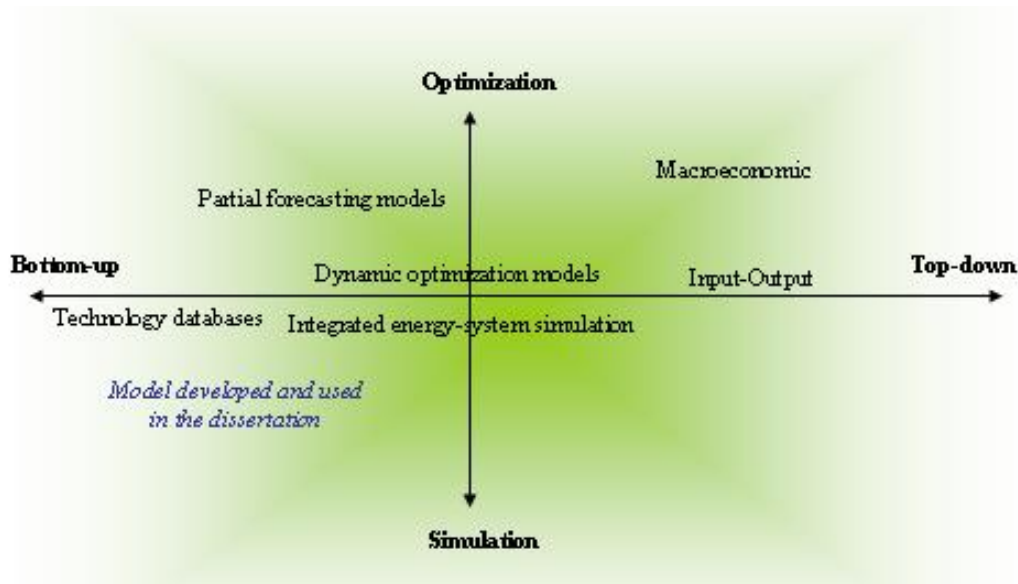 Optimization
Macroeconomic
Partial forecasting models
Bottom-up
Top-down
Dynamic optimization models
Input-Output
Technology databases
Integrated energy-system simulation
Model developed and used
in the dissertation
Simulation